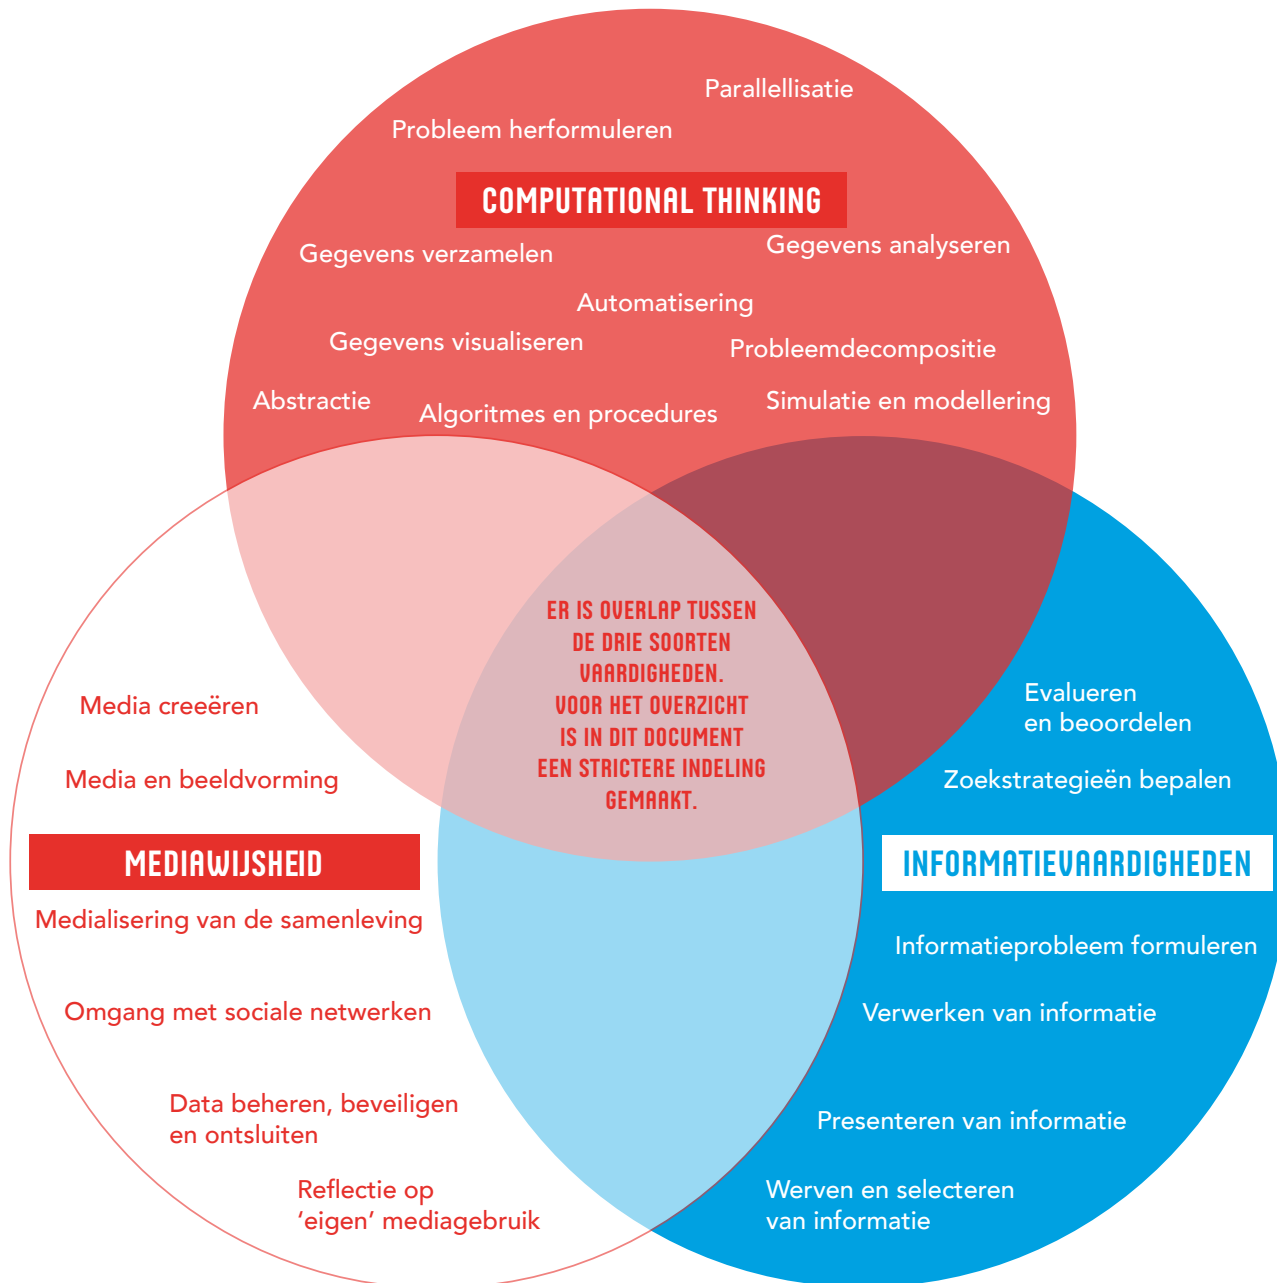 Parallellisatie
Probleem herformuleren
COMPUTATIONAL THINKING
Gegevens verzamelen
Gegevens analyseren
Automatisering
Gegevens visualiseren
Probleemdecompositie
Abstractie
Algoritmes en procedures
Simulatie en modellering
ER IS OVERLAP TUSSEN
DE DRIE SOORTEN
VAARDIGHEDEN.
VOOR HET OVERZICHT
IS IN DIT DOCUMENT
EEN STRICTERE INDELING
GEMAAKT.
Media creeëren
Media en beeldvorming
MEDIAWIJSHEID
Medialisering van de samenleving
Omgang met sociale netwerken
Data beheren, beveiligen
en ontsluiten
Reflectie op
‘eigen’ mediagebruik
Evalueren
en beoordelen
Zoekstrategieën bepalen
INFORMATIEVAARDIGHEDEN
Informatieprobleem formuleren
Verwerken van informatie
Presenteren van informatie
Werven en selecteren
van informatie